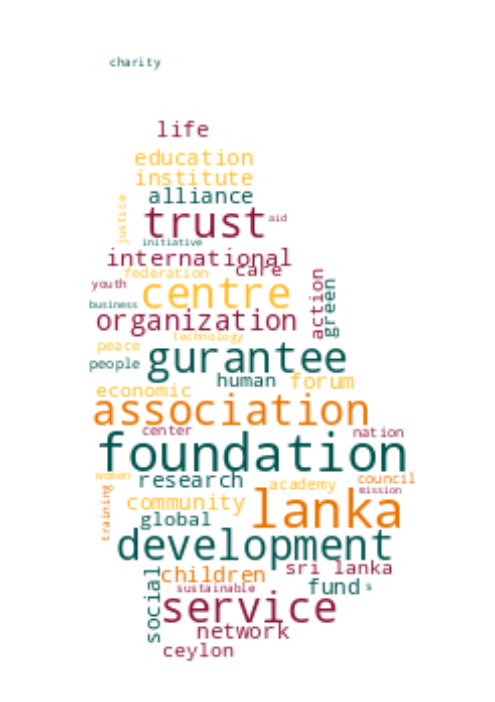 charity
life
education
institute
alliance
justice
trust
aid
initiative
international
care
federation
youth
centre
action
green
business
organization
technology
peace
gurantee
people
human
forum
economic
association
center
nation
foundation
women
research
academy
council
mission
training
community
lanka
global
development
sri lanka
children
social
sustainable
fund
s
service
network
ceylon